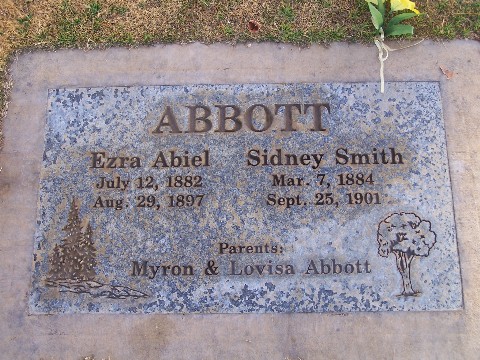 ABBOTT
Ezra Abiel Sidney Smith
July 12, 1882 Mar. 7, 1884
Aug. 29, 1897 Sept. 25, 1901
Parents:
Myron & Lovisa Abbott